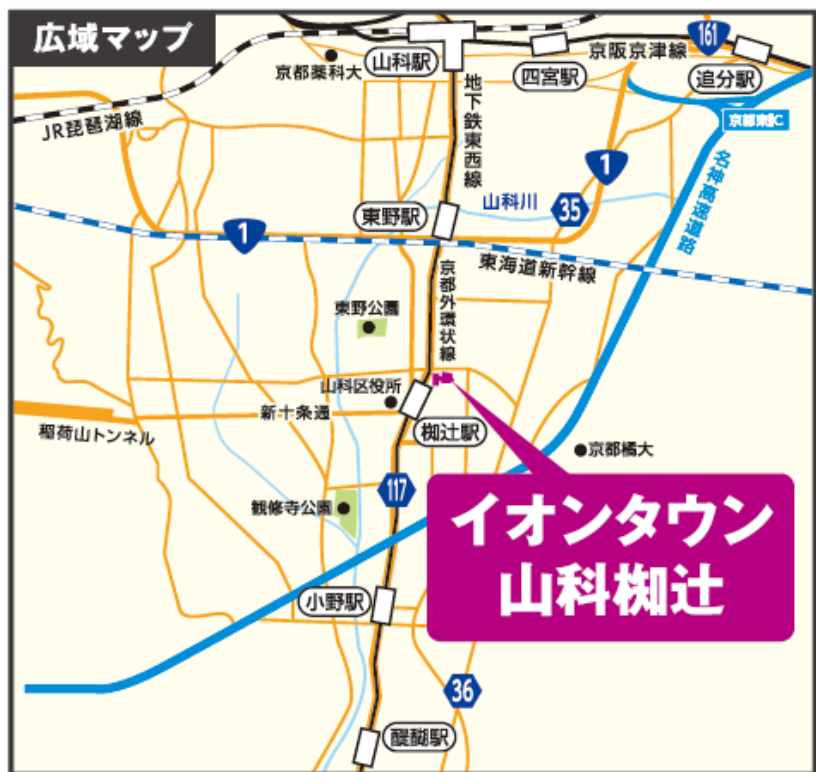 広域マップ
161
京阪京津線
山科駅
四宮駅
追分駅
京都薬科大
京都東IC
JR琵琶湖線
地下鉄東西線
名神高速道路
1
山科川
35
東野駅
1
東海道新幹線
京都外環状線
東野公園
山科区役所
新十条通
椥辻駅
稲荷山トンネル
京都橘大
117
観修寺公園
イオンタウン
山科椥辻
小野駅
36
醍醐駅